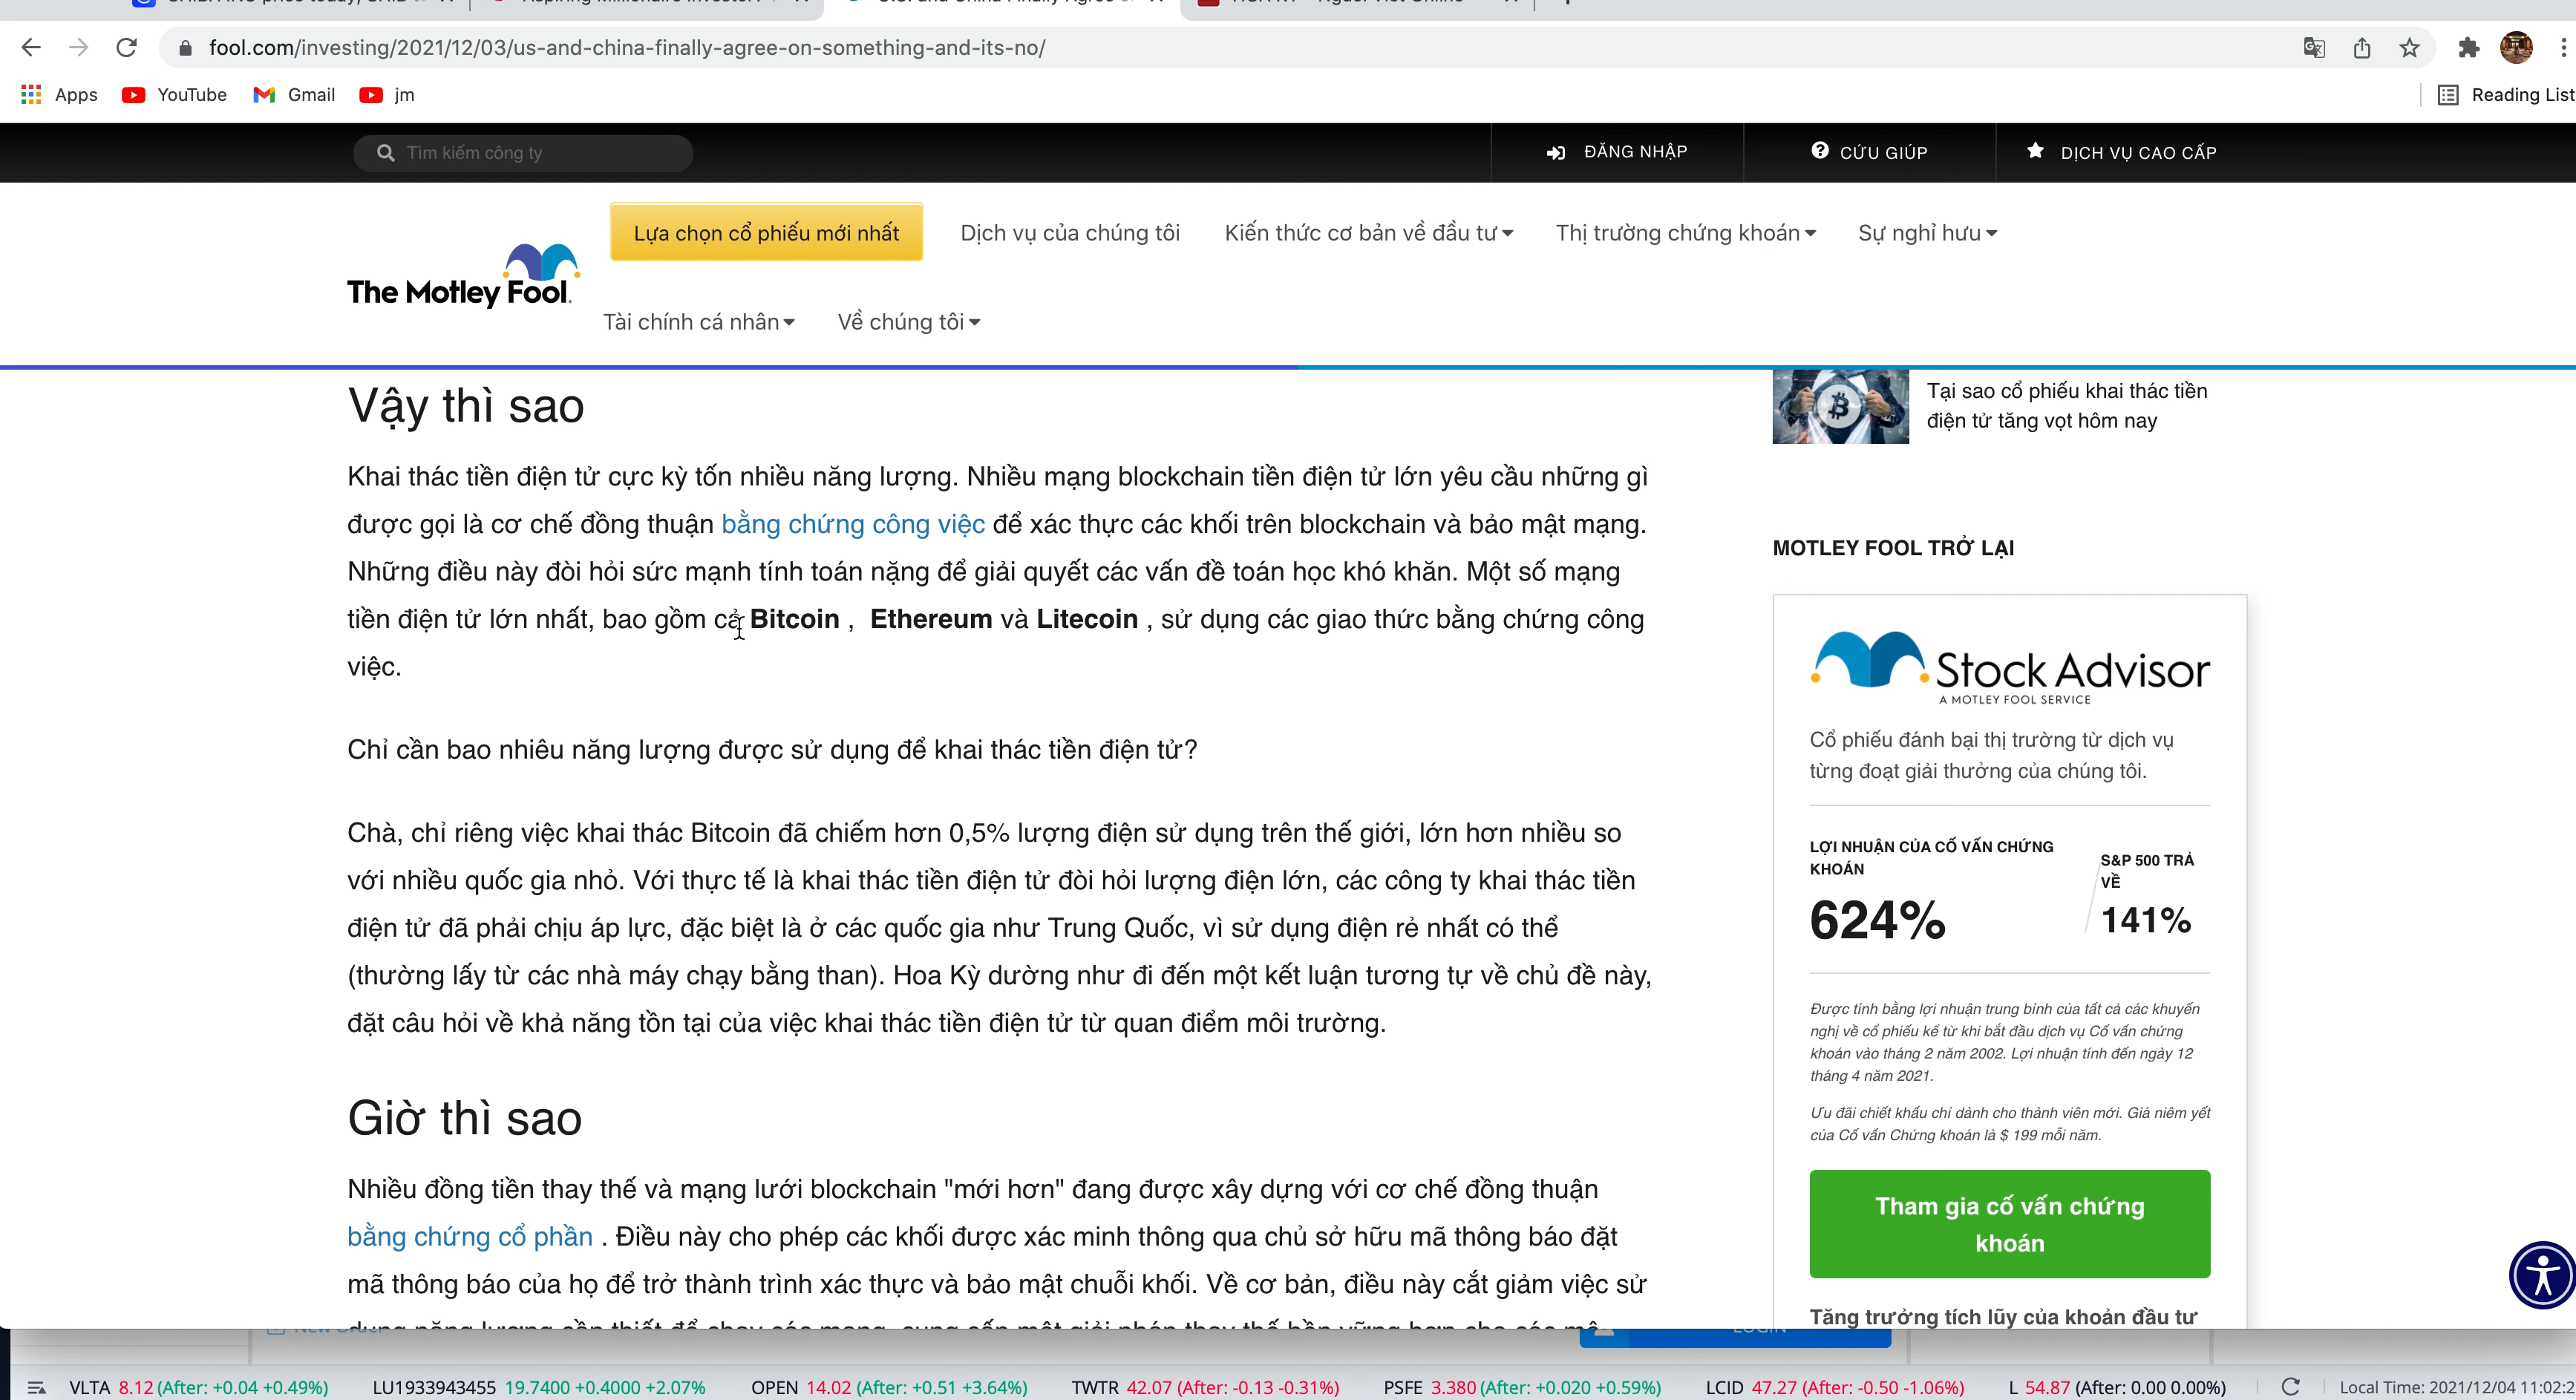 fool.com/investing/2021/12/03/us-and-china-finally-agree-on-something-and-its-no/
Apps YouTube Gmail jm Reading List
Tìm kiếm công ty
ĐĂNG NHẬP CỨU GIÚP DỊCH VỤ CAO CẤP
The Motley Fool.
Lựa chọn cổ phiếu mới nhất Dịch vụ của chúng tôi Kiến thức cơ bản về đầu tư Thị trường chứng khoán Sự nghỉ hưu
Tài chính cá nhân Về chúng tôi
Vậy thì sao
Khai thác tiền điện tử cực kỳ tốn nhiều năng lượng. Nhiều mạng blockchain tiền điện tử lớn yêu cầu những gì
được gọi là cơ chế đồng thuận bằng chứng công việc để xác thực các khối trên blockchain và bảo mật mạng.
Những điều này đòi hỏi sức mạnh tính toán nặng để giải quyết các vấn đề toán học khó khăn. Một số mạng
tiền điện tử lớn nhất, bao gồm cả Bitcoin , Ethereum và Litecoin , sử dụng các giao thức bằng chứng công
việc.
Chỉ cần bao nhiêu năng lượng được sử dụng để khai thác tiền điện tử?
Chà, chỉ riêng việc khai thác Bitcoin đã chiếm hơn 0,5% lượng điện sử dụng trên thế giới, lớn hơn nhiều so
với nhiều quốc gia nhỏ. Với thực tế là khai thác tiền điện tử đòi hỏi lượng điện lớn, các công ty khai thác tiền
điện tử đã phải chịu áp lực, đặc biệt là ở các quốc gia như Trung Quốc, vì sử dụng điện rẻ nhất có thể
(thường lấy từ các nhà máy chạy bằng than). Hoa Kỳ dường như đi đến một kết luận tương tự về chủ đề này,
đặt câu hỏi về khả năng tồn tại của việc khai thác tiền điện tử từ quan điểm môi trường.
Giờ thì sao
Nhiều đồng tiền thay thế và mạng lưới blockchain "mới hơn" đang được xây dựng với cơ chế đồng thuận
bằng chứng cổ phần . Điều này cho phép các khối được xác minh thông qua chủ sở hữu mã thông báo đặt
mã thông báo của họ để trở thành trình xác thực và bảo mật chuỗi khối. Về cơ bản, điều này cắt giảm việc sử
Tại sao cổ phiếu khai thác tiền
điện tử tăng vọt hôm nay
MOTLEY FOOL TRỞ LẠI
Stock Advisor
A MOTLEY FOOL SERVICE
Cổ phiếu đánh bại thị trường từ dịch vụ
từng đoạt giải thưởng của chúng tôi.
LỢI NHUẬN CỦA CỐ VẤN CHỨNG
KHOÁN
624%
S&P 500 TRẢ
VỀ
141%
Được tính bằng lợi nhuận trung bình của tất cả các khuyến
nghị về cổ phiếu kể từ khi bắt đầu dịch vụ Cố vấn chứng
khoán vào tháng 2 năm 2002. Lợi nhuận tính đến ngày 12
tháng 4 năm 2021.
Ưu đãi chiết khấu chỉ dành cho thành viên mới. Giá niêm yết
của Cố vấn Chứng khoán là $ 199 mỗi năm.
Tham gia cố vấn chứng
khoán
Tăng trưởng tích lũy của khoản đầu tư
VLTA 8.12 (After: +0.04 +0.49%) LU1933943455 19.7400 +0.4000 +2.07% OPEN 14.02 (After: +0.51 +3.64%) TWTR 42.07 (After: -0.13 -0.31%) PSFE 3.380 (After: +0.020 +0.59%) LCID 47.27 (After: -0.50 -1.06%) L 54.87 (After: 0.00 0.00%) Local Time: 2021/12/04 11:02:2